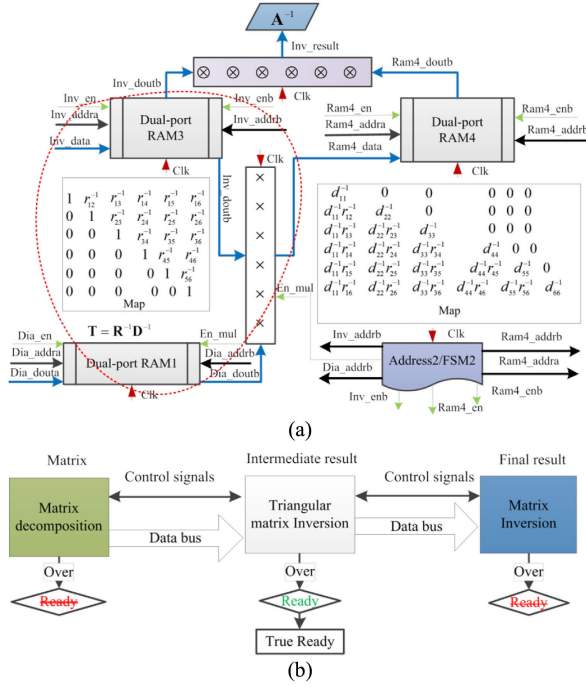 A⁻¹
Inv_result
Inv_doutb
Ram4_doutb
⊗ ⊗ ⊗ ⊗ ⊗ ⊗
Clk
Inv_en
Inv_enb
Inv_addra
Inv_addrb
Inv_data
Dual-port
RAM3
Clk
Ram4_en
Ram4_enb
Ram4_addra
Ram4_addrb
Ram4_data
Dual-port
RAM4
Clk
Clk
Inv_doutb
1 r₁₂⁻¹ r₁₃⁻¹ r₁₄⁻¹ r₁₅⁻¹ r₁₆⁻¹
0 1 r₂₃⁻¹ r₂₄⁻¹ r₂₅⁻¹ r₂₆⁻¹
0 0 1 r₃₄⁻¹ r₃₅⁻¹ r₃₆⁻¹
0 0 0 1 r₄₅⁻¹ r₄₆⁻¹
0 0 0 0 1 r₅₆⁻¹
0 0 0 0 0 1
Map
× × × × ×
En_mul
d₁₁⁻¹ 0 0 0 0 0
d₁₁⁻¹r₁₂⁻¹ d₂₂⁻¹ 0 0 0 0
d₁₁⁻¹r₁₃⁻¹ d₂₂⁻¹r₂₃⁻¹ d₃₃⁻¹ 0 0 0
d₁₁⁻¹r₁₄⁻¹ d₂₂⁻¹r₂₄⁻¹ d₃₃⁻¹r₃₄⁻¹ d₄₄⁻¹ 0 0
d₁₁⁻¹r₁₅⁻¹ d₂₂⁻¹r₂₅⁻¹ d₃₃⁻¹r₃₅⁻¹ d₄₄⁻¹r₄₅⁻¹ d₅₅⁻¹ 0
d₁₁⁻¹r₁₆⁻¹ d₂₂⁻¹r₂₆⁻¹ d₃₃⁻¹r₃₆⁻¹ d₄₄⁻¹r₄₆⁻¹ d₅₅⁻¹r₅₆⁻¹ d₆₆⁻¹
Map
T = R⁻¹D⁻¹
Dia_en
En_mul
Dia_addra
Dia_addrb
Dia_douta
Dia_doutb
Dual-port RAM1
Clk
Clk
Inv_addrb
Ram4_addrb
Dia_addrb
Ram4_addra
Address2/FSM2
Inv_enb
Ram4_en
Ram4_enb
(a)
Matrix
Intermediate result
Final result
Control signals
Control signals
Matrix
decomposition
Triangular
matrix Inversion
Matrix
Inversion
Data bus
Data bus
Over
Over
Over
Ready
Ready
Ready
True Ready
(b)